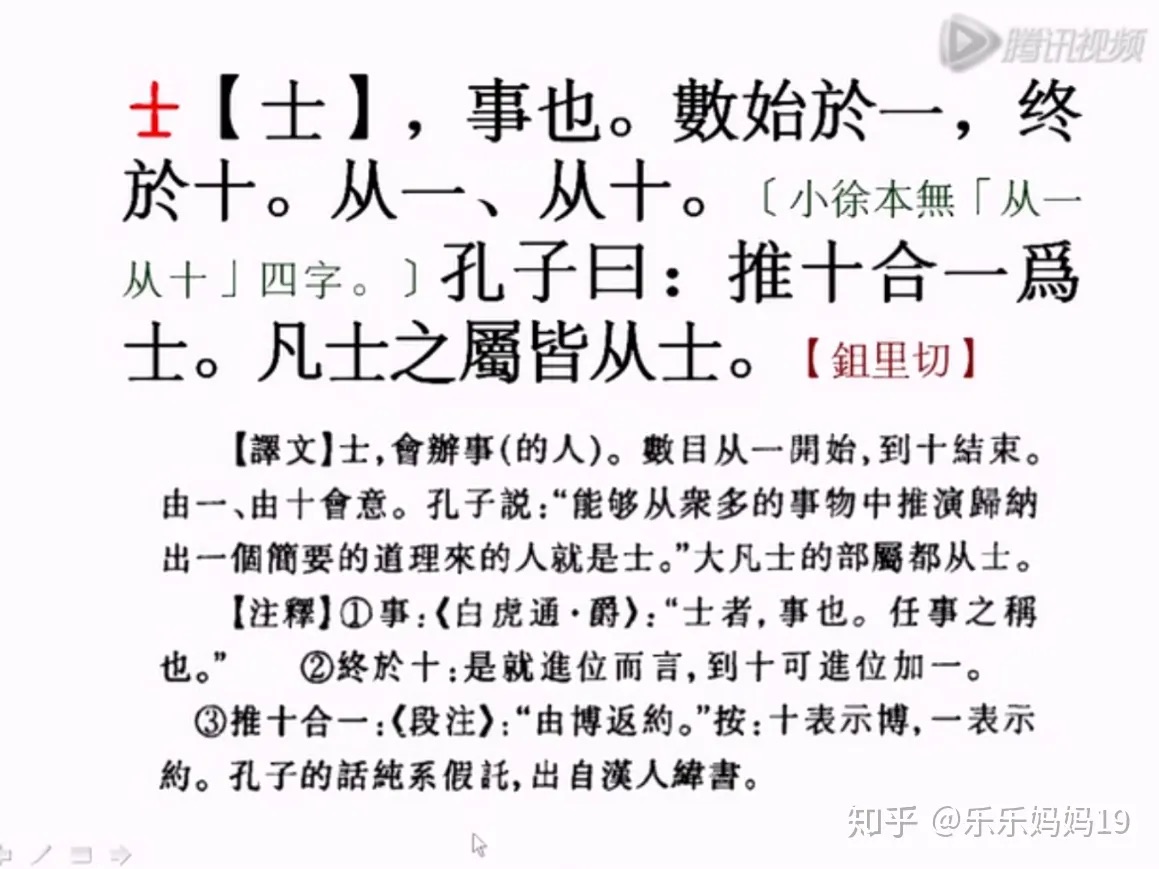 腾讯视频
士【士】，事也。數始於一，终
於十。从一、从十。〔小徐本無「从一
从十」四字。〕孔子曰：推十合一爲
士。凡士之屬皆从士。【鉏里切】
【譯文】士，會辦事(的人)。數目从一開始，到十結束。
由一、由十會意。孔子説：“能够从衆多的事物中推演歸納
出一個簡要的道理來的人就是士。”大凡士的部屬都从士。
【注釋】①事：《白虎通·爵》：“士者，事也。任事之稱
也。” ②終於十：是就進位而言，到十可進位加一。
③推十合一：《段注》：“由博返約。”按：十表示博，一表示
約。孔子的話純系假託，出自漢人緯書。
知乎 @乐乐妈妈19